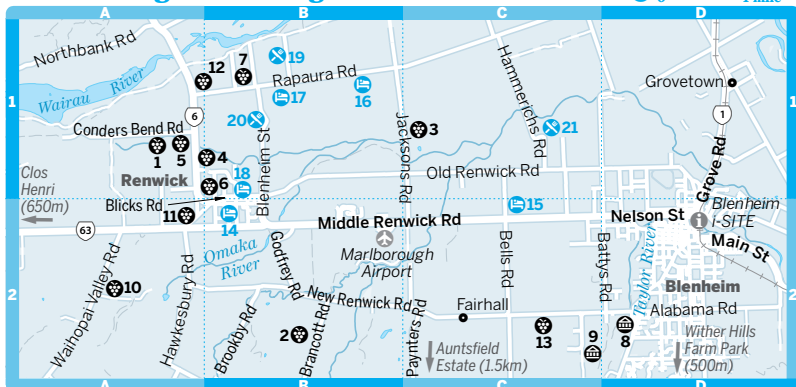 A
B
C
D
Northbank Rd
12
7
19
Rapaura Rd
17
16
Hammerichs Rd
Grovetown
Wairau
River
1
6
1
1
Conders Bend Rd
1
5
4
20
Blenheim St
Jacksons Rd
3
21
Grove Rd
Clos
Henri
(650m)
Renwick
18
6
Old Renwick Rd
Blicks Rd
11
14
15
63
Middle Renwick Rd
Nelson St
Blenheim
i-SITE
Main St
Omaka
River
Marlborough
Airport
Godfrey Rd
Bells Rd
Battys Rd
Taylor River
Blenheim
2
2
Waihopai Valley Rd
10
Hawkesbury Rd
Brookby Rd
2
Brancott Rd
New Renwick Rd
Paynters Rd
Fairhall
Alabama Rd
13
9
8
Auntsfield
Estate (1.5km)
Wither Hills
Farm Park
(500m)
A
B
C
D